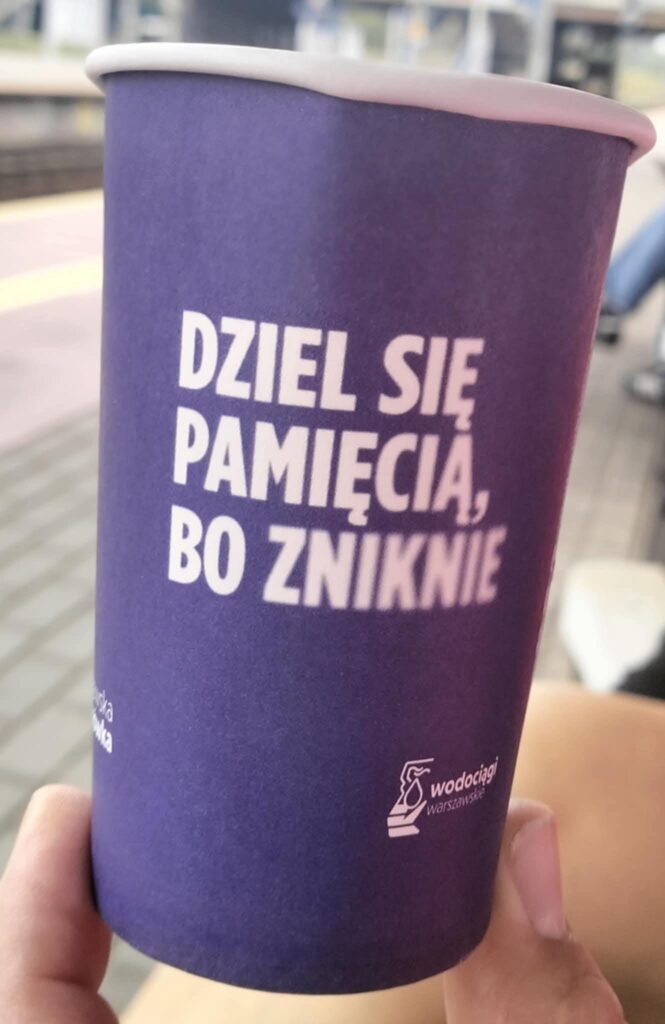 DZIEL SIĘ
PAMIĘCIĄ,
BO ZNIKNIE
wodociągi
warszawskie